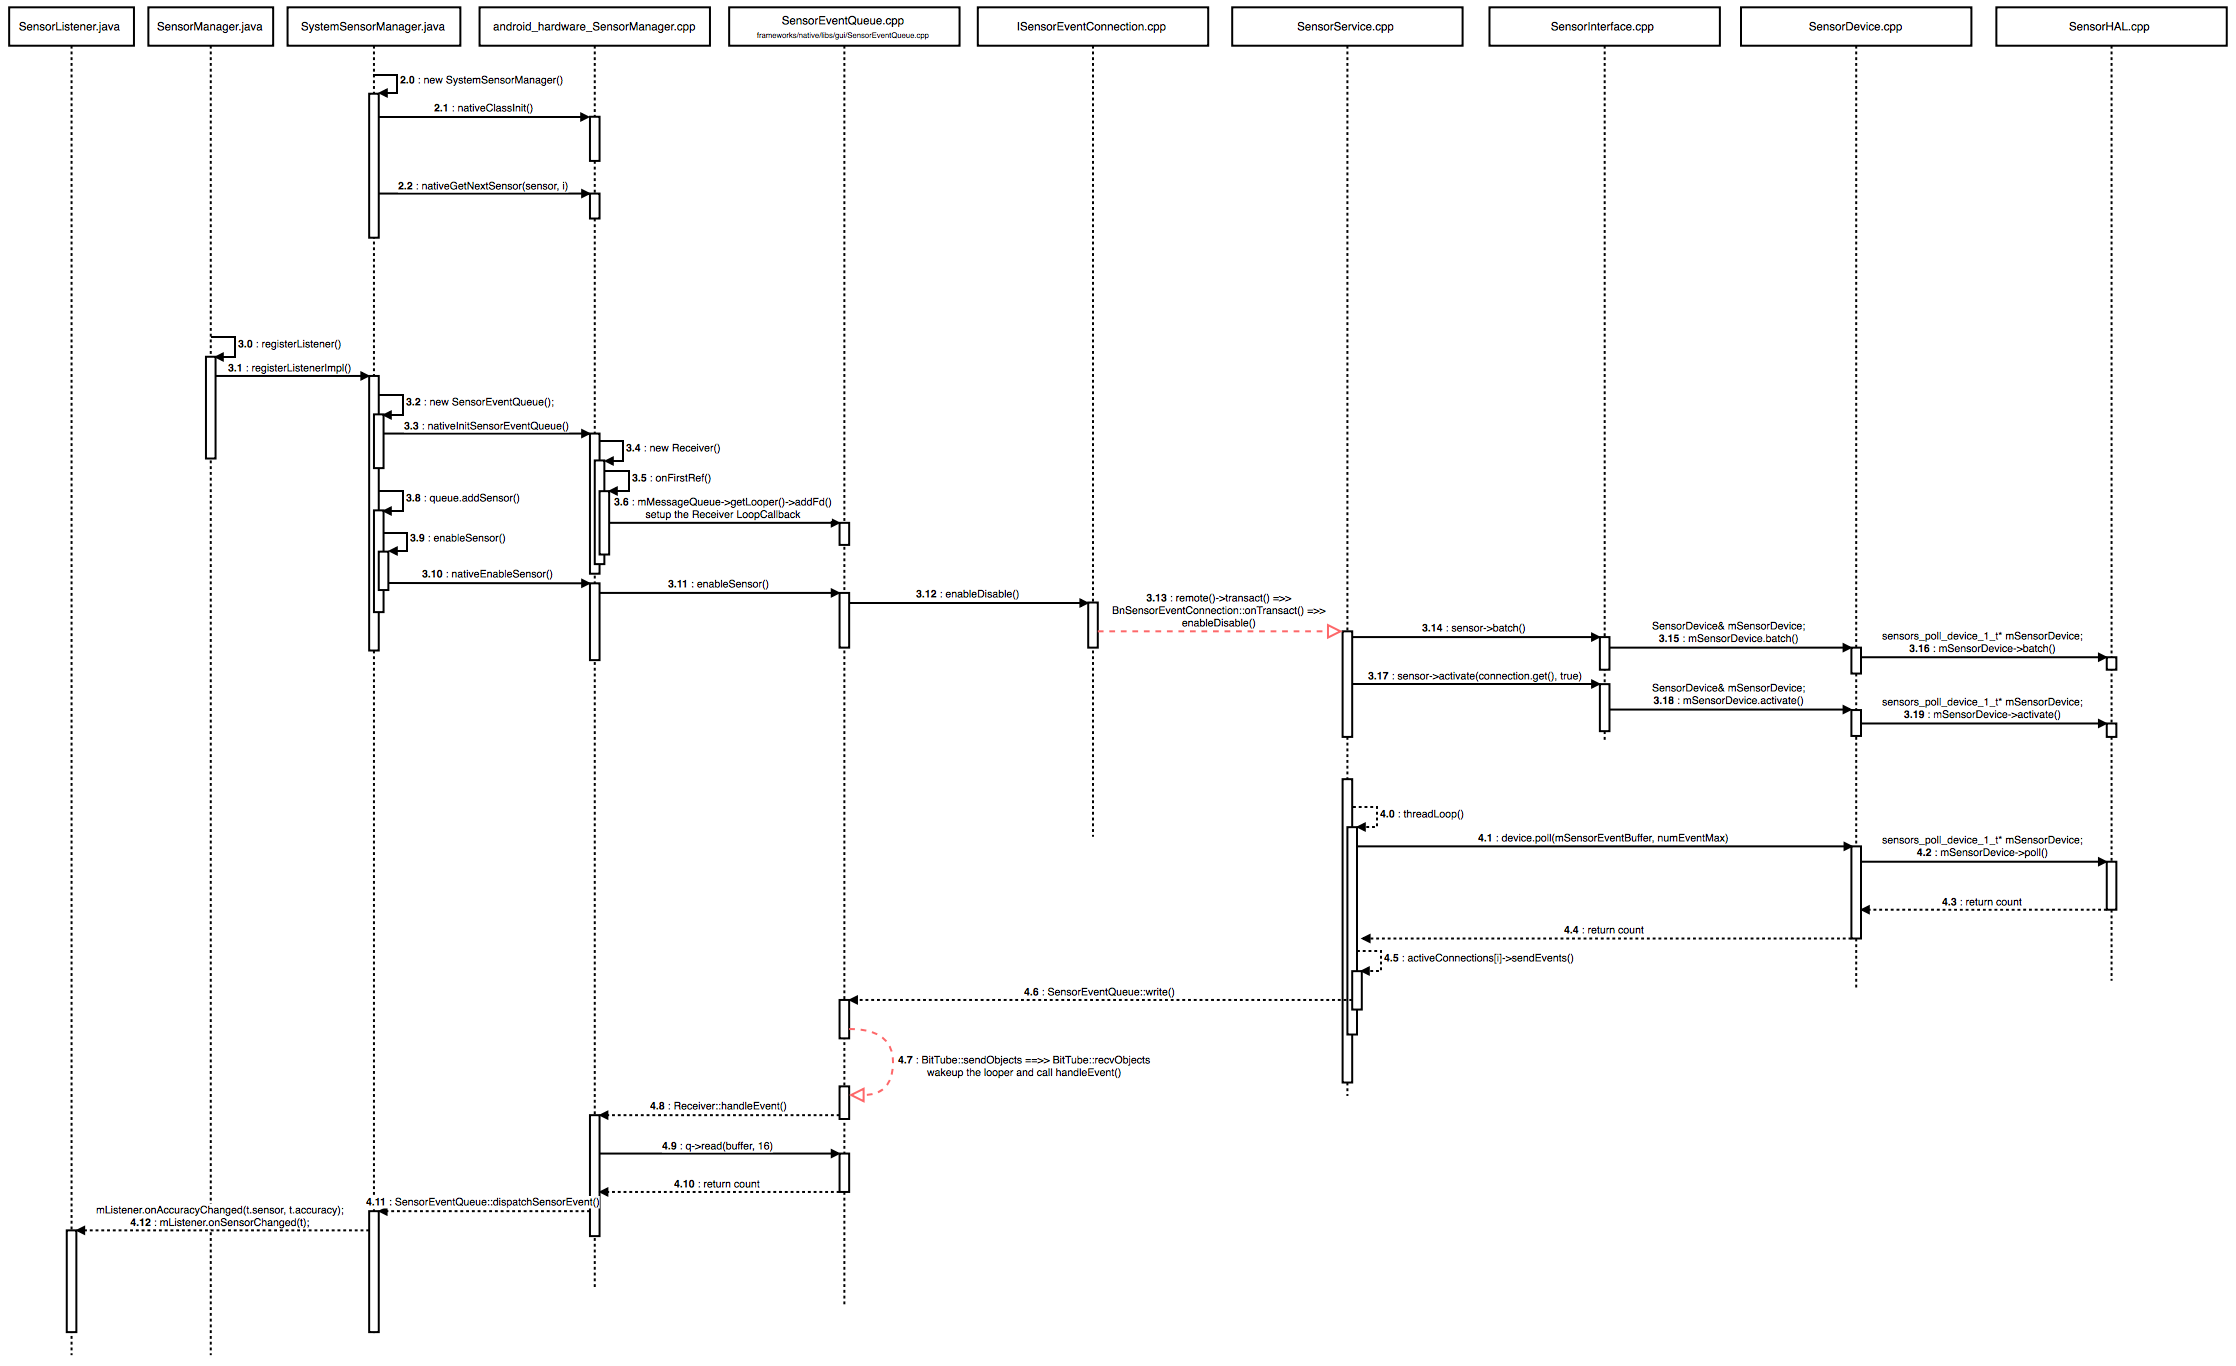 SensorListener.java
SensorManager.java
SystemSensorManager.java
android_hardware_SensorManager.cpp
SensorEventQueue.cpp
frameworks/native/libs/gui/SensorEventQueue.cpp
ISensorEventConnection.cpp
SensorService.cpp
SensorInterface.cpp
SensorDevice.cpp
SensorHAL.cpp
2.0 : new SystemSensorManager()
2.1 : nativeClassInit()
2.2 : nativeGetNextSensor(sensor, i)
3.0 : registerListener()
3.1 : registerListenerImpl()
3.2 : new SensorEventQueue();
3.3 : nativeInitSensorEventQueue()
3.4 : new Receiver()
3.5 : onFirstRef()
3.6 : mMessageQueue->getLooper()->addFd()
setup the Receiver LoopCallback
3.8 : queue.addSensor()
3.9 : enableSensor()
3.10 : nativeEnableSensor()
3.11 : enableSensor()
3.12 : enableDisable()
3.13 : remote()->transact() =>>
BnSensorEventConnection::onTransact() =>>
enableDisable()
3.14 : sensor->batch()
SensorDevice& mSensorDevice;
3.15 : mSensorDevice.batch()
sensors_poll_device_1_t* mSensorDevice;
3.16 : mSensorDevice->batch()
3.17 : sensor->activate(connection.get(), true)
SensorDevice& mSensorDevice;
3.18 : mSensorDevice.activate()
sensors_poll_device_1_t* mSensorDevice;
3.19 : mSensorDevice->activate()
4.0 : threadLoop()
4.1 : device.poll(mSensorEventBuffer, numEventMax)
sensors_poll_device_1_t* mSensorDevice;
4.2 : mSensorDevice->poll()
4.3 : return count
4.4 : return count
4.5 : activeConnections[i]->sendEvents()
4.6 : SensorEventQueue::write()
4.7 : BitTube::sendObjects ==>> BitTube::recvObjects
wakeup the looper and call handleEvent()
4.8 : Receiver::handleEvent()
4.9 : q->read(buffer, 16)
4.10 : return count
4.11 : SensorEventQueue::dispatchSensorEvent()
mListener.onAccuracyChanged(t.sensor, t.accuracy);
4.12 : mListener.onSensorChanged(t);